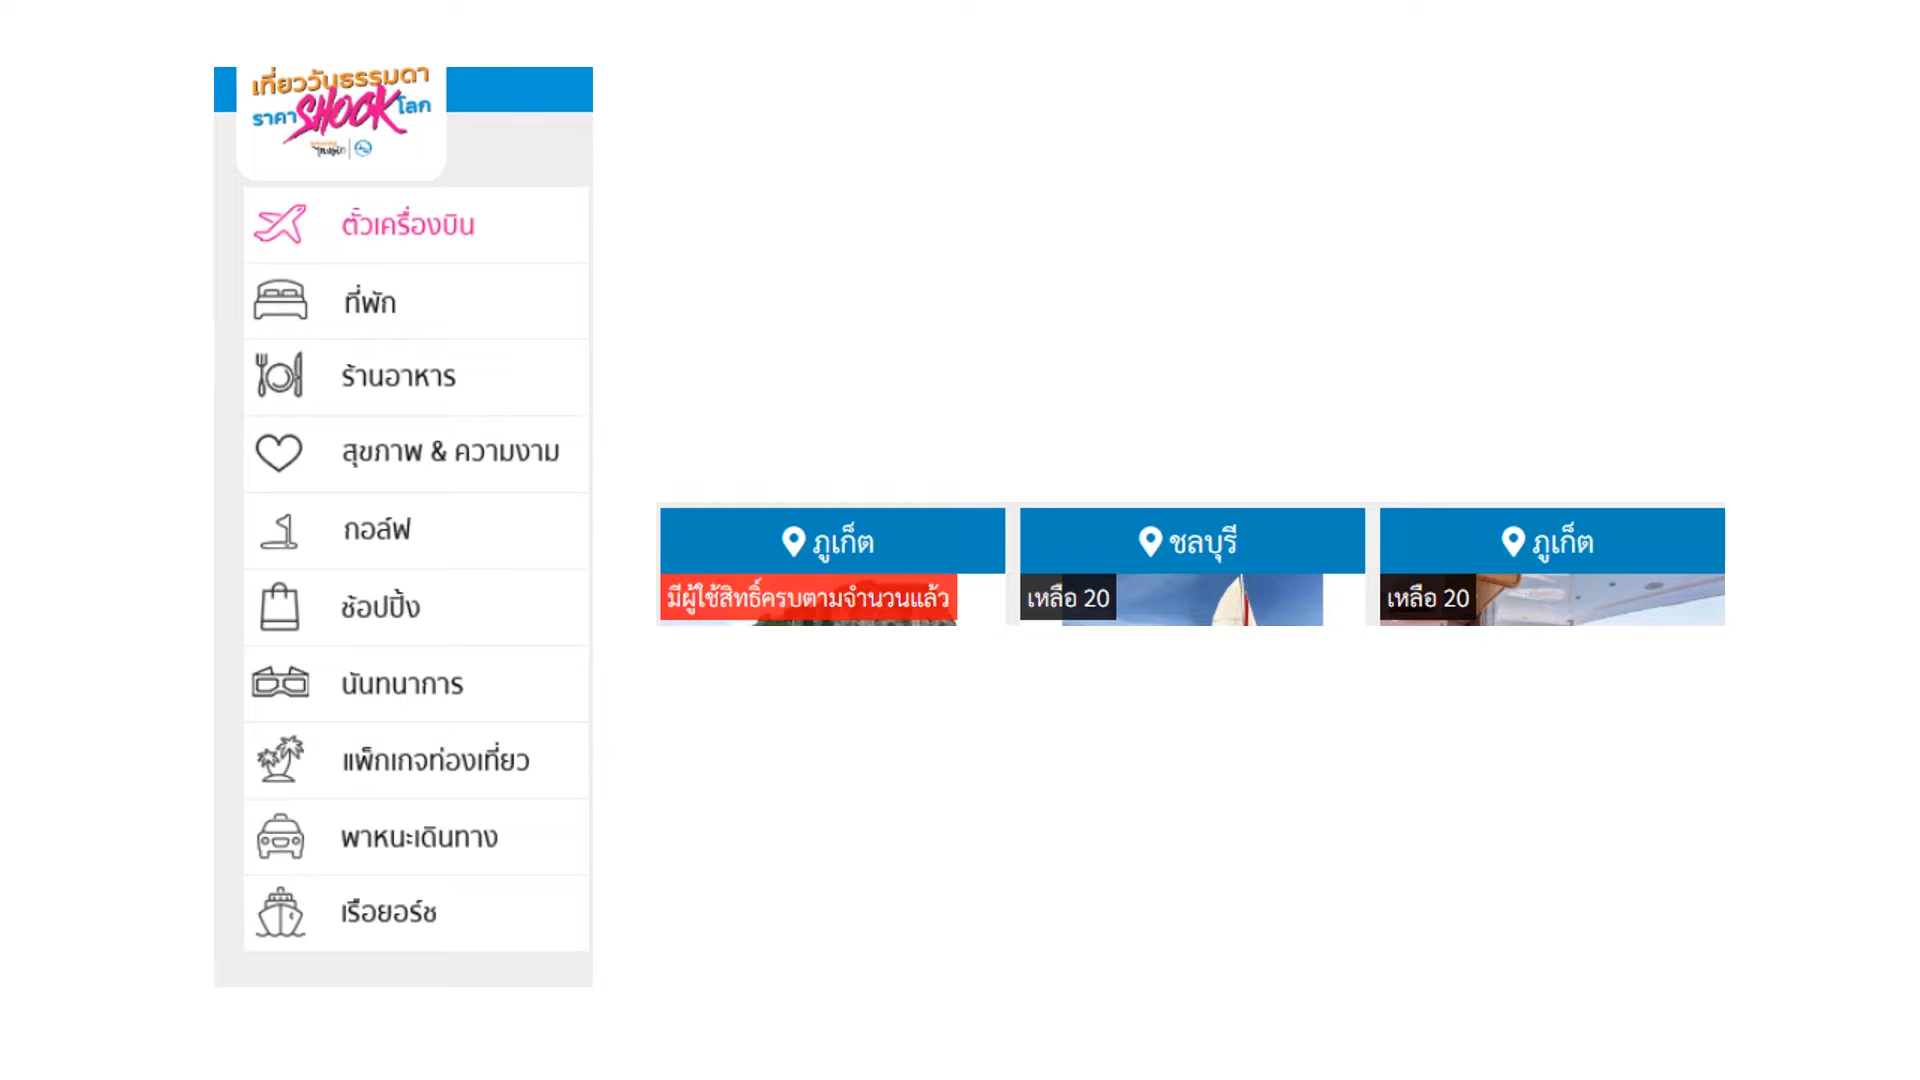 เที่ยววันธรรมดา
ราคา SHOCK โลก
ตั๋วเครื่องบิน
ที่พัก
ร้านอาหาร
สุขภาพ & ความงาม
กอล์ฟ
ช้อปปิ้ง
นันทนาการ
แพ็กเกจท่องเที่ยว
พาหนะเดินทาง
เรือยอร์ช
ภูเก็ต
มีผู้ใช้สิทธิ์ครบตามจำนวนแล้ว
ชลบุรี
เหลือ 20
ภูเก็ต
เหลือ 20